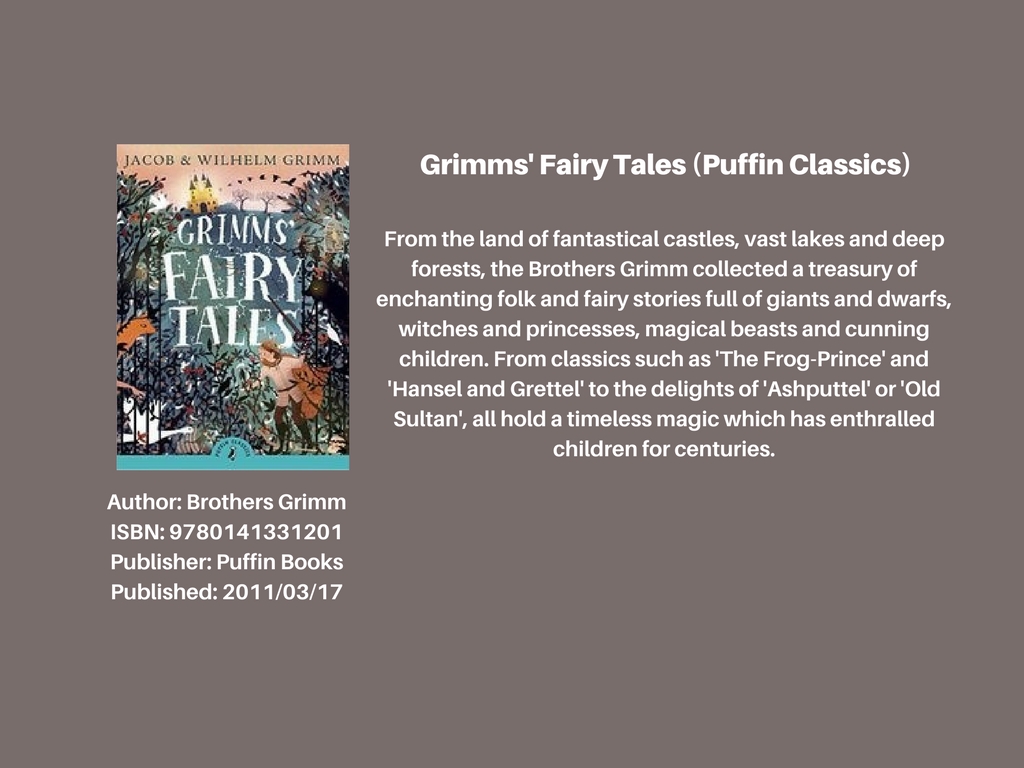 JACOB & WILHELM GRIMM
GRIMMS'
FAIRY
TALES
PUFFIN CLASSICS
Grimms' Fairy Tales (Puffin Classics)
From the land of fantastical castles, vast lakes and deep
forests, the Brothers Grimm collected a treasury of
enchanting folk and fairy stories full of giants and dwarfs,
witches and princesses, magical beasts and cunning
children. From classics such as 'The Frog-Prince' and
'Hansel and Grettel' to the delights of 'Ashputtel' or 'Old
Sultan', all hold a timeless magic which has enthralled
children for centuries.
Author: Brothers Grimm
ISBN: 9780141331201
Publisher: Puffin Books
Published: 2011/03/17